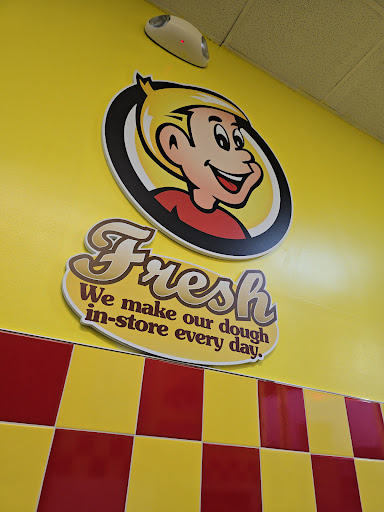 Fresh
We make our dough
in-store every day.